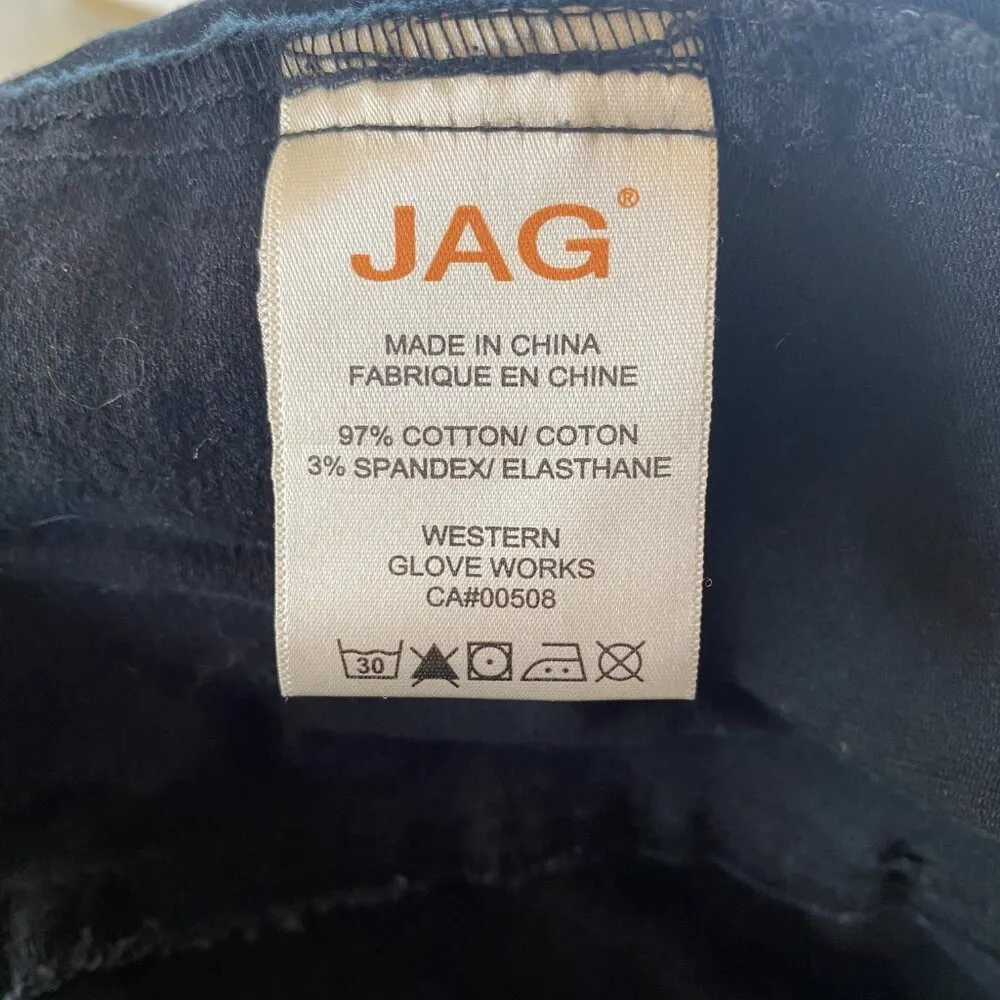 JAG®
MADE IN CHINA
FABRIQUE EN CHINE
97% COTTON/ COTON
3% SPANDEX/ ELASTHANE
WESTERN
GLOVE WORKS
CA#00508
30